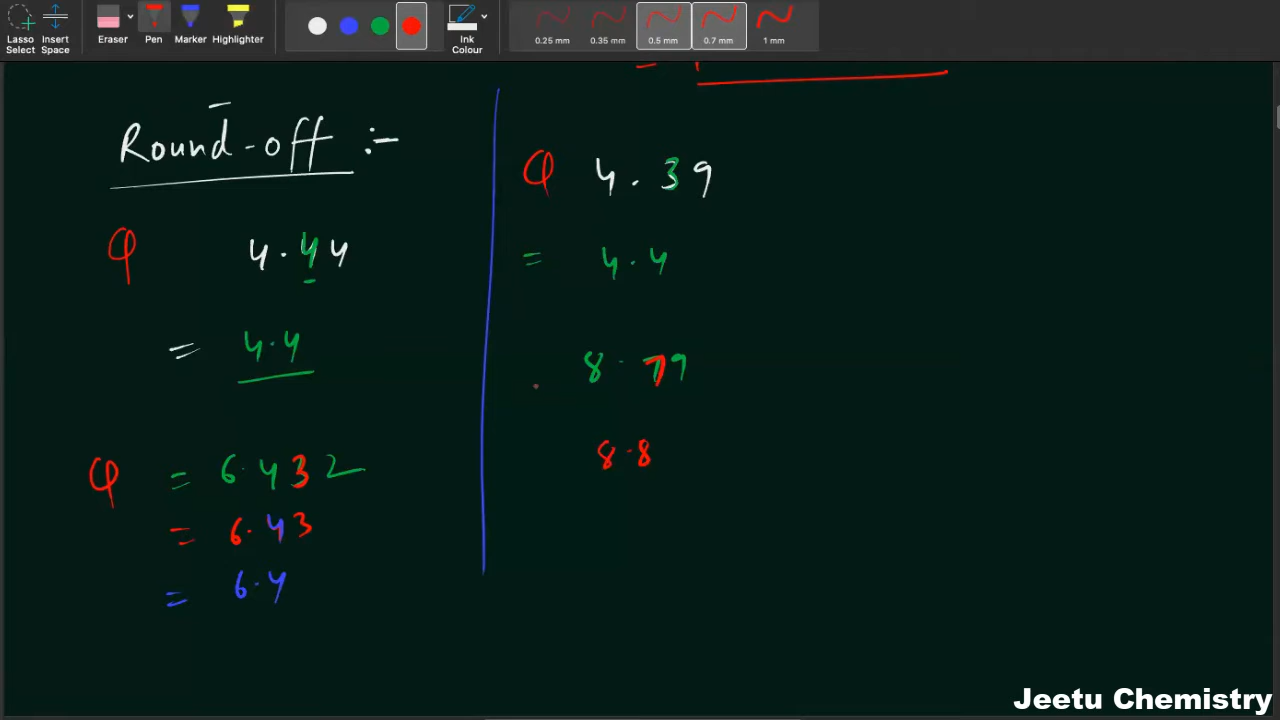 Lasso Select
Insert Space
Eraser
Pen
Marker
Highlighter
Ink Colour
0.25 mm
0.35 mm
0.5 mm
0.7 mm
1 mm
Round-off :-
Q 4.44
= 4.4
Q = 6.432
= 6.43
= 6.4
Q 4.39
= 4.4
8.79
8.8
Jeetu Chemistry